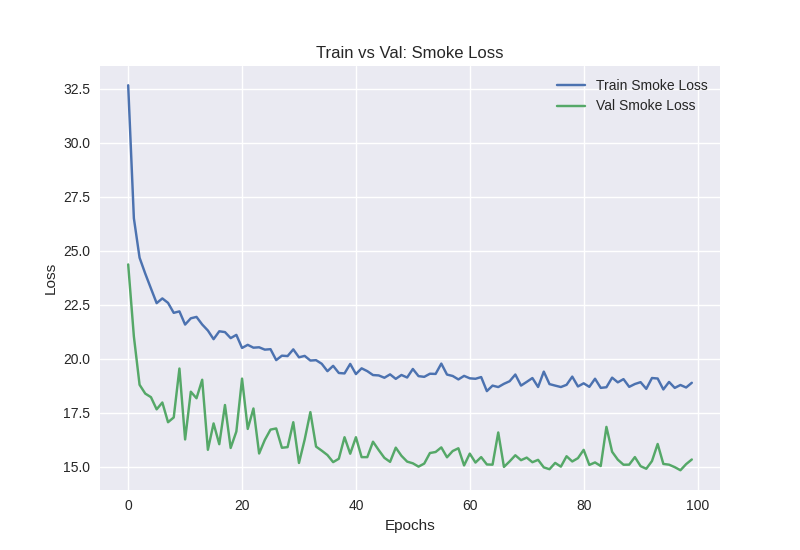 Train vs Val: Smoke Loss
Train Smoke Loss
Val Smoke Loss
32.5
30.0
27.5
25.0
22.5
20.0
17.5
15.0
Loss
0 20 40 60 80 100
Epochs